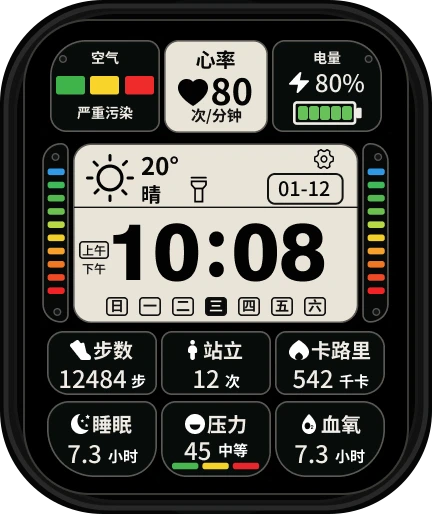 空气
严重污染
心率
80
次/分钟
电量
80%
20°
晴
01-12
上午
下午
10:08
日 一 二 三 四 五 六
步数
12484 步
站立
12 次
卡路里
542 千卡
睡眠
7.3 小时
压力
45 中等
血氧
7.3 小时